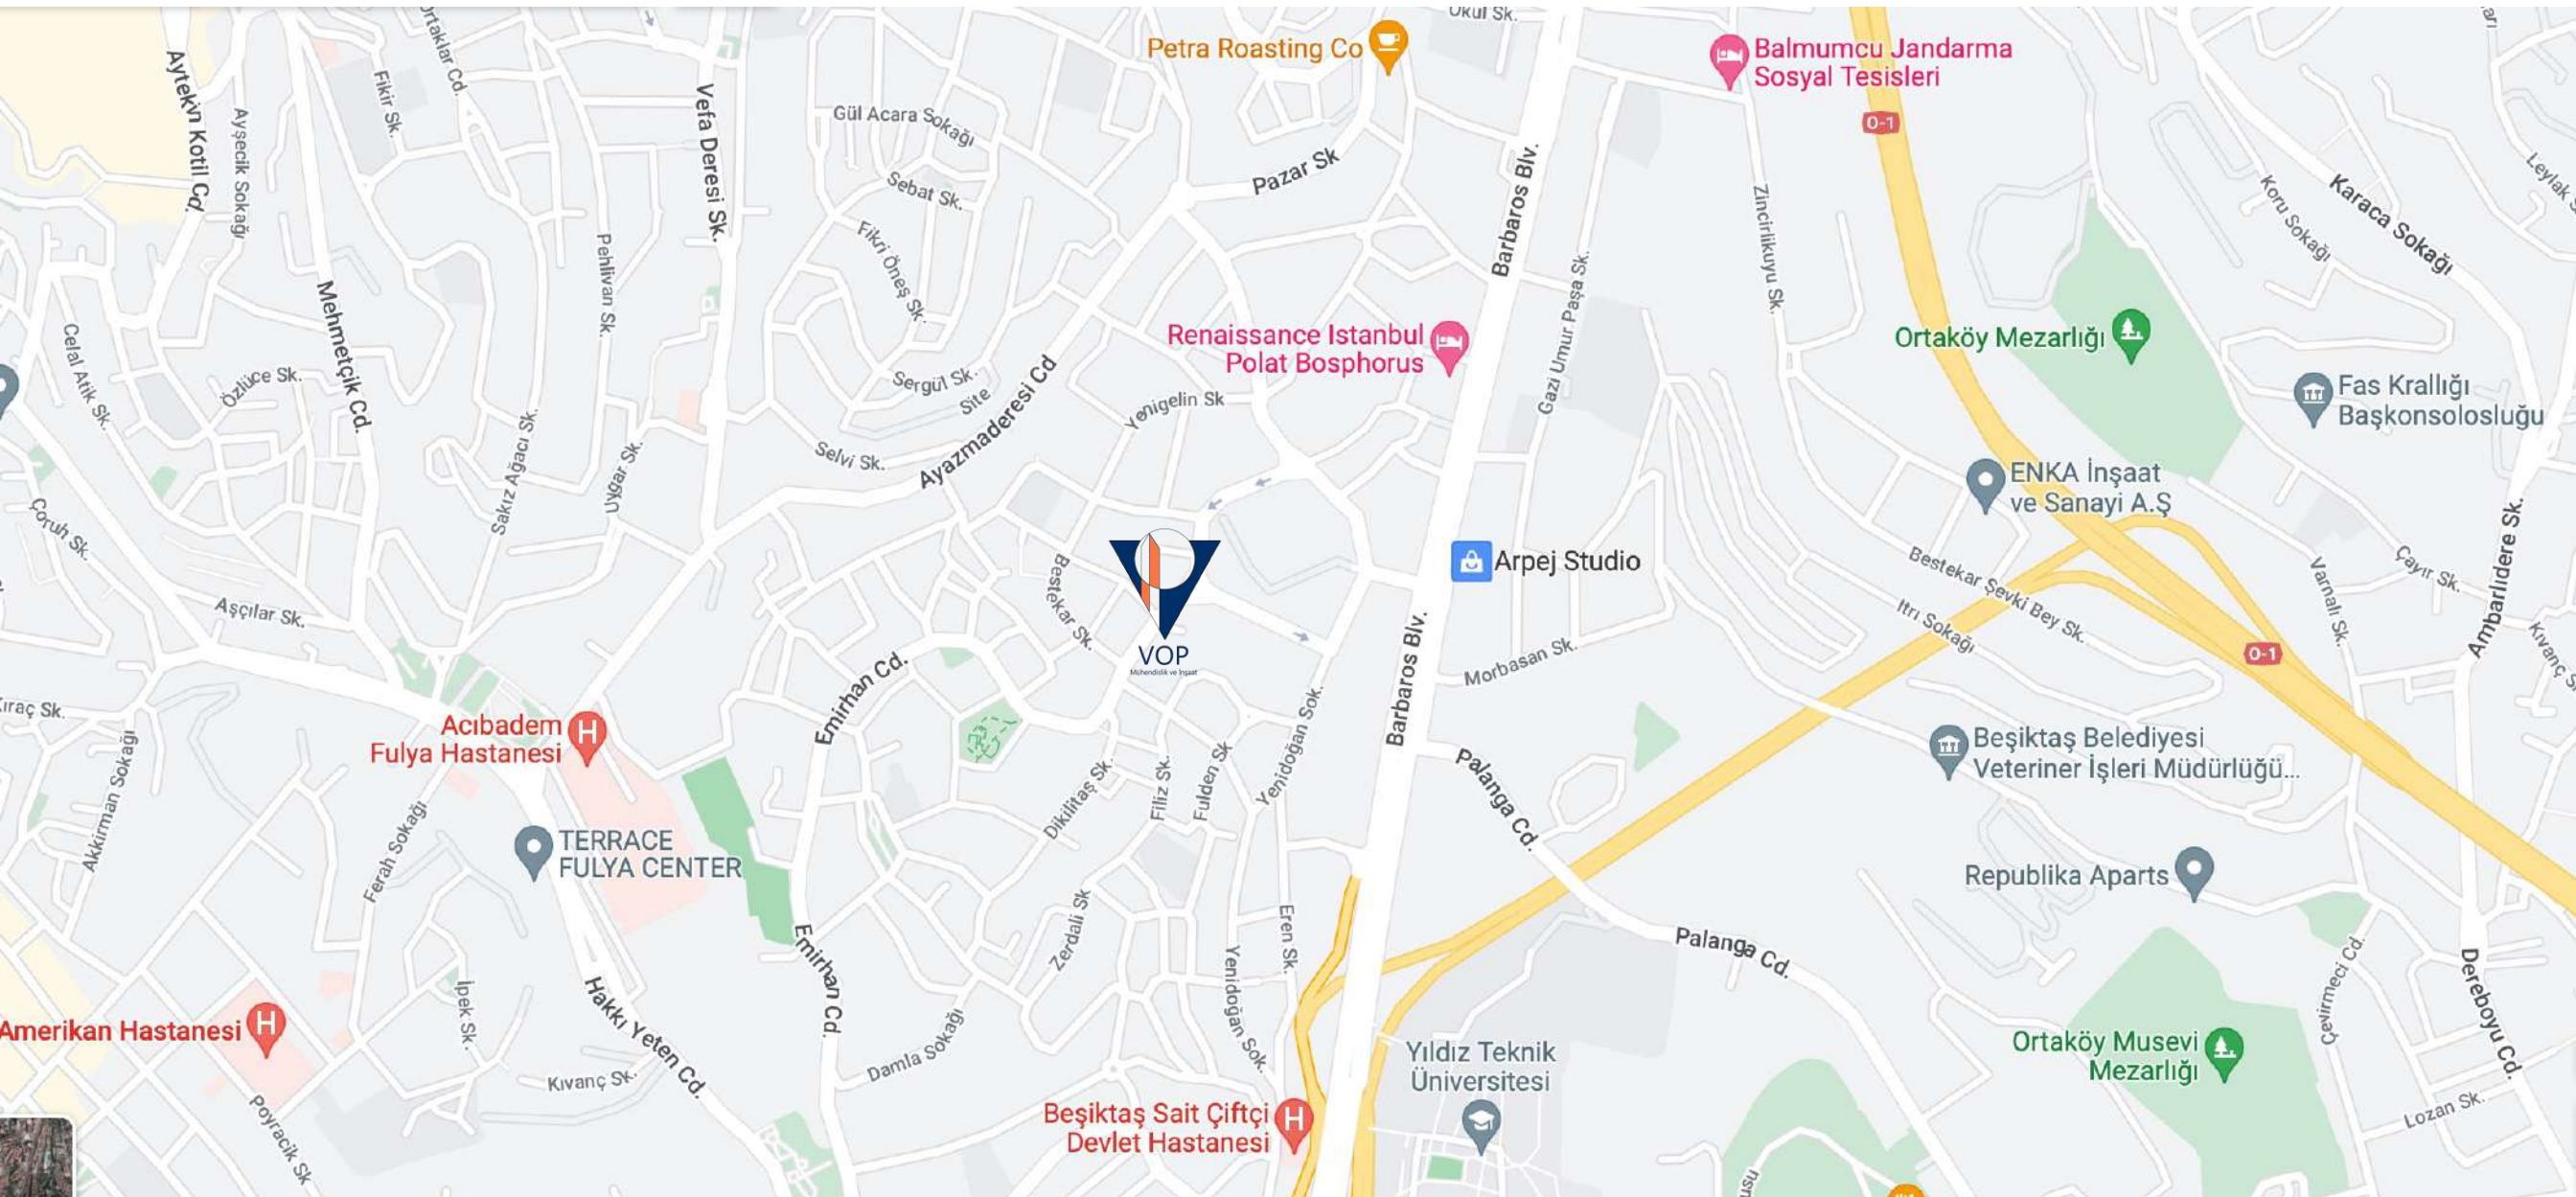 Okul Sk.
Petra Roasting Co
Balmumcu Jandarma
Sosyal Tesisleri
Aytekin Kotil Cd.
Fikir Sk.
Ayşecik Sokağı
Vefa Deresi Sk.
Gül Acara Sokağı
O-1
Pazar Sk
Barbaros Blv.
Sebat Sk.
Zincirlikuyu Sk.
Koru Sokağı
Karaca Sokağı
Leylak
Fikri Öneş Sk.
Pehlivan Sk.
Mehmetçik Cd.
Gazi Umur Paşa Sk.
Renaissance Istanbul
Polat Bosphorus
Ortaköy Mezarlığı
Celal Atik Sk.
Özlüce Sk.
Sergül Sk.
Site
Yenigelin Sk
Fas Krallığı
Başkonsolosluğu
Ayazmaderesi Cd
Selvi Sk.
Sakız Ağacı Sk.
Uygar Sk.
ENKA İnşaat
ve Sanayi A.Ş
Çoruh Sk.
Arpej Studio
Bestekar Sk.
Bestekar Şevki Bey Sk.
Itri Sokağı
Varnalı Sk.
Çayır Sk.
Ambarlıdere Sk.
Kıvanç S
Aşçılar Sk.
VOP
Mühendislik ve İnşaat
Emirhan Cd.
Barbaros Blv.
Morbasan Sk.
O-1
ıraç Sk.
Acıbadem
Fulya Hastanesi
Yenidoğan Sok.
Palanga Cd.
Beşiktaş Belediyesi
Veteriner İşleri Müdürlüğü...
Akkirman Sokağı
Ferah Sokağı
Dikilitaş Sk.
Filiz Sk.
Fulden Sk
TERRACE
FULYA CENTER
Republika Aparts
Zerdali Sk
Eren Sk.
Emirhan Cd.
Palanga Cd.
Çevirmeci Cd.
Dereboyu Cd.
İpek Sk.
Hakkı Yeten Cd.
Yenidoğan Sok.
Amerikan Hastanesi
Damla Sokağı
Yıldız Teknik
Üniversitesi
Ortaköy Musevi
Mezarlığı
Kıvanç Sk.
Poyracık Sk
Beşiktaş Sait Çiftçi
Devlet Hastanesi
Lozan Sk.